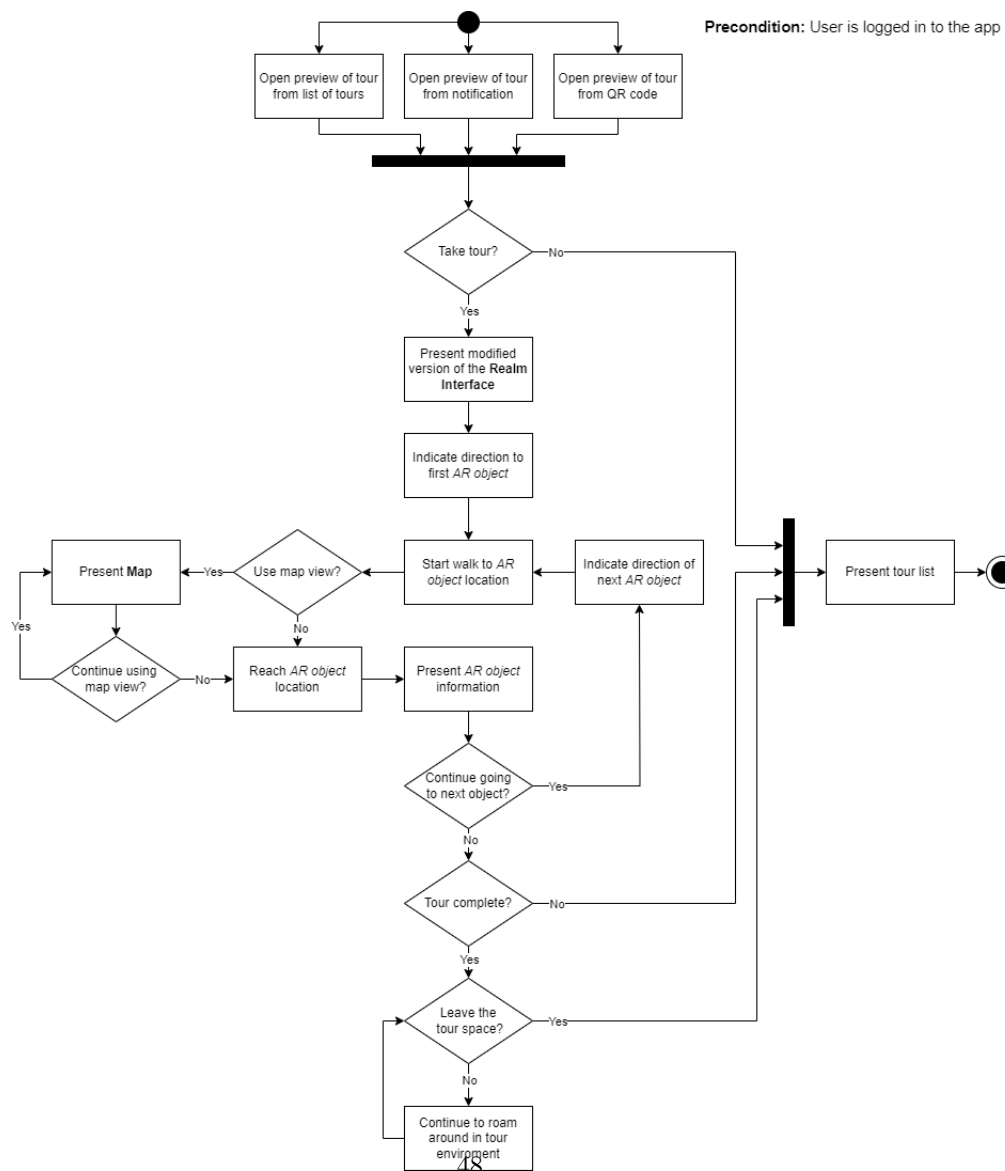 Precondition: User is logged in to the app
Open preview of tour
from list of tours
Open preview of tour
from notification
Open preview of tour
from QR code
Take tour?
No
Yes
Present modified
version of the Realm
Interface
Indicate direction to
first AR object
Present Map
Yes
Use map view?
Start walk to AR
object location
Indicate direction of
next AR object
Present tour list
Yes
No
Continue using
map view?
No
Reach AR object
location
Present AR object
information
Continue going
to next object?
Yes
No
Tour complete?
No
Yes
Leave the
tour space?
Yes
No
Continue to roam
around in tour
enviroment
48